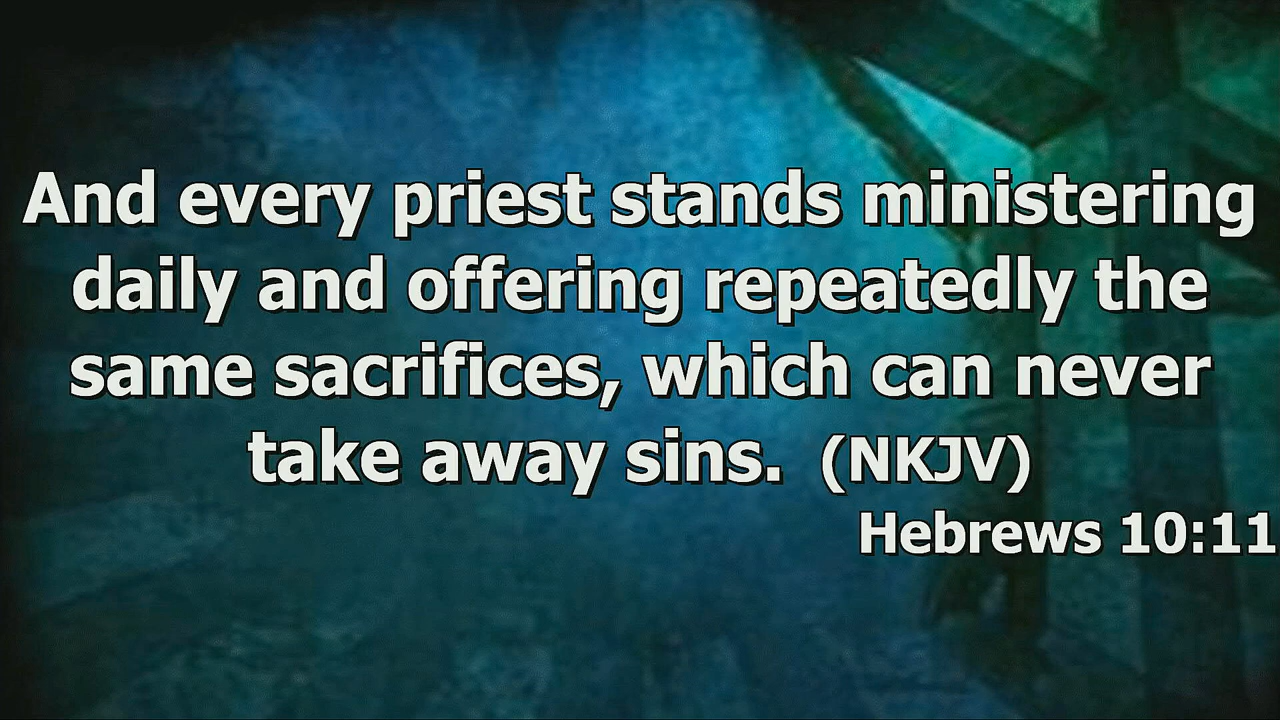 And every priest stands ministering
daily and offering repeatedly the
same sacrifices, which can never
take away sins. (NKJV)
Hebrews 10:11